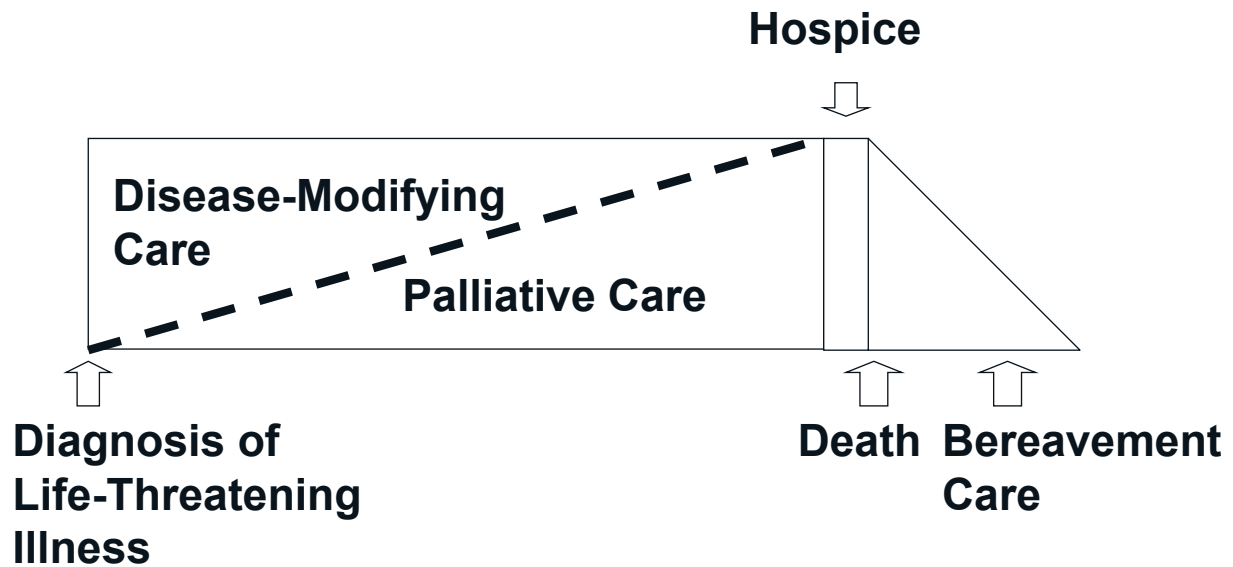 Hospice
Disease-Modifying
Care
Palliative Care
Diagnosis of
Life-Threatening
Illness
Death
Bereavement
Care